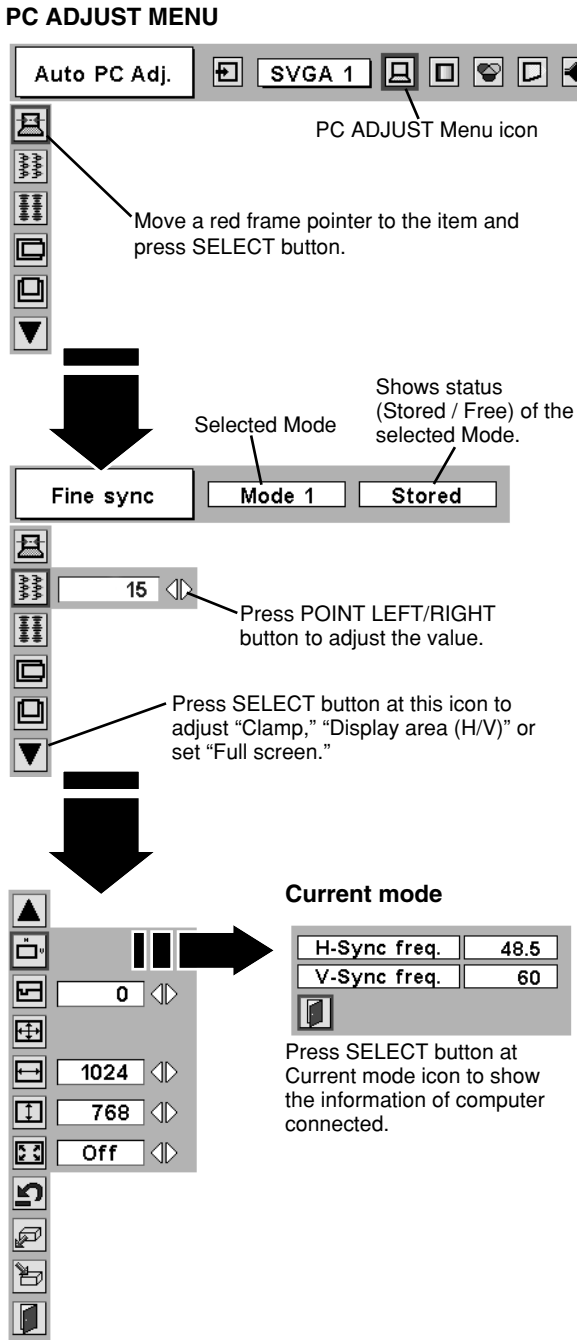 PC ADJUST MENU
Auto PC Adj.
SVGA 1
PC ADJUST Menu icon
Move a red frame pointer to the item and
press SELECT button.
Shows status
(Stored / Free) of the
selected Mode.
Selected Mode
Fine sync
Mode 1
Stored
15
Press POINT LEFT/RIGHT
button to adjust the value.
Press SELECT button at this icon to
adjust “Clamp,” “Display area (H/V)” or
set “Full screen.”
Current mode
H-Sync freq. 48.5
V-Sync freq. 60
Press SELECT button at
Current mode icon to show
the information of computer
connected.
H
V
0
1024
768
Off